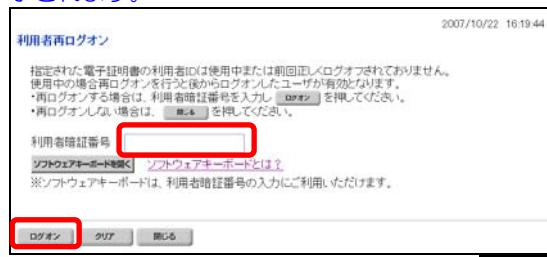 2007/10/22 16:19:44
利用者再ログオン
指定された電子証明書の利用者IDは使用中または前回正しくログオフされておりません。
使用中の場合再ログオンを行うと後からログオンしたユーザが有効となります。
・再ログオンする場合は、利用者暗証番号を入力し ログオン を押してください。
・再ログオンしない場合は、 閉じる を押してください。
利用者暗証番号
ソフトウェアキーボードを開く ソフトウェアキーボードとは?
※ソフトウェアキーボードは、利用者暗証番号の入力にご利用いただけます。
ログオン クリア 閉じる